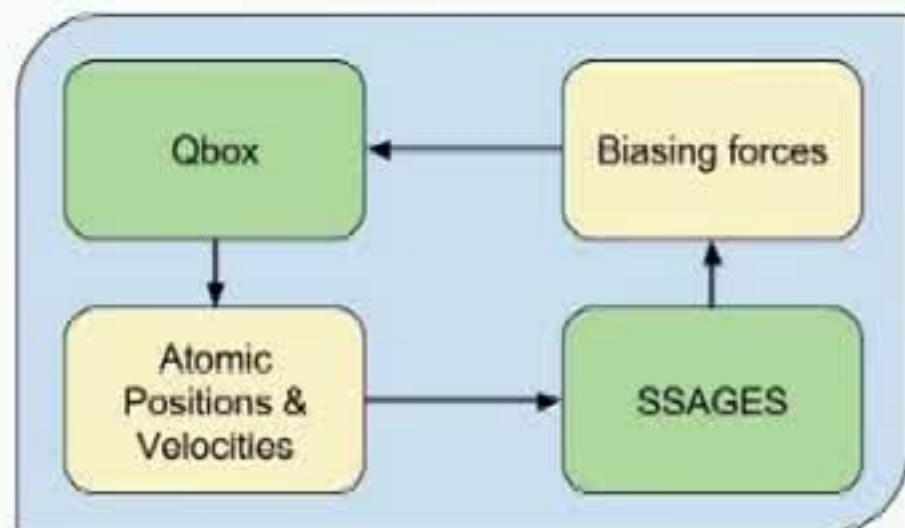 Qbox
Biasing forces
Atomic
Positions &
Velocities
SSAGES